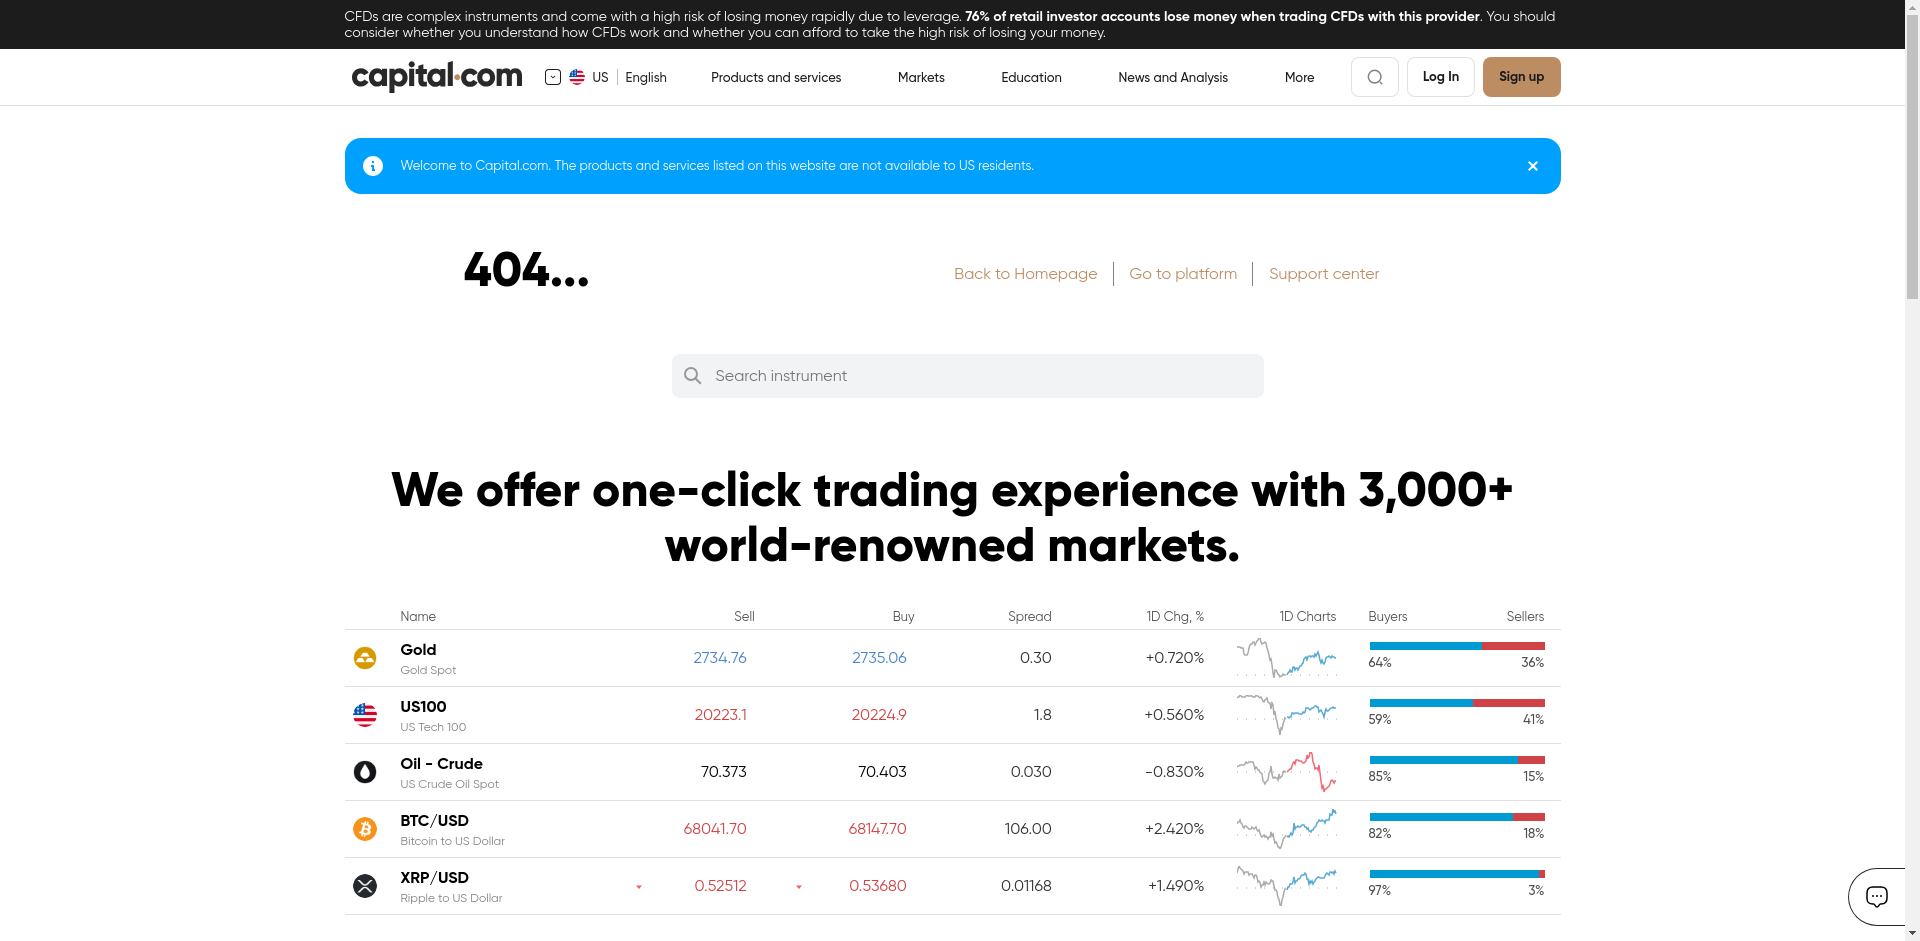 CFDs are complex instruments and come with a high risk of losing money rapidly due to leverage. 76% of retail investor accounts lose money when trading CFDs with this provider. You should
consider whether you understand how CFDs work and whether you can afford to take the high risk of losing your money.
capital.com US English Products and services Markets Education News and Analysis More Log In Sign up
Welcome to Capital.com. The products and services listed on this website are not available to US residents.
404... Back to Homepage Go to platform Support center
Search instrument
We offer one-click trading experience with 3,000+
world-renowned markets.
Name Sell Buy Spread 1D Chg, % 1D Charts Buyers Sellers
Gold 2734.76 2735.06 0.30 +0.720% 64% 36%
Gold Spot
US100 20223.1 20224.9 1.8 +0.560% 59% 41%
US Tech 100
Oil - Crude 70.373 70.403 0.030 -0.830% 85% 15%
US Crude Oil Spot
BTC/USD 68041.70 68147.70 106.00 +2.420% 82% 18%
Bitcoin to US Dollar
XRP/USD 0.52512 0.53680 0.01168 +1.490% 97% 3%
Ripple to US Dollar